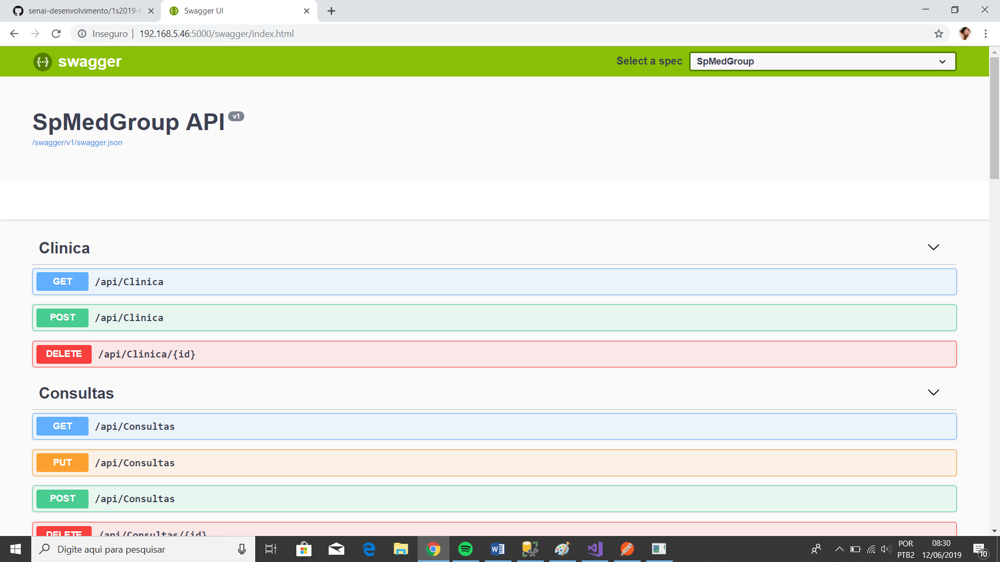 senai-desenvolvimento/1s2019-t
Swagger UI
Inseguro | 192.168.5.46:5000/swagger/index.html
{···} swagger
Select a spec
SpMedGroup
SpMedGroup API v1
/swagger/v1/swagger.json
Clinica
GET /api/Clinica
POST /api/Clinica
DELETE /api/Clinica/{id}
Consultas
GET /api/Consultas
PUT /api/Consultas
POST /api/Consultas
DELETE /api/Consultas/{id}
Digite aqui para pesquisar
POR
PTB2
08:30
12/06/2019
10